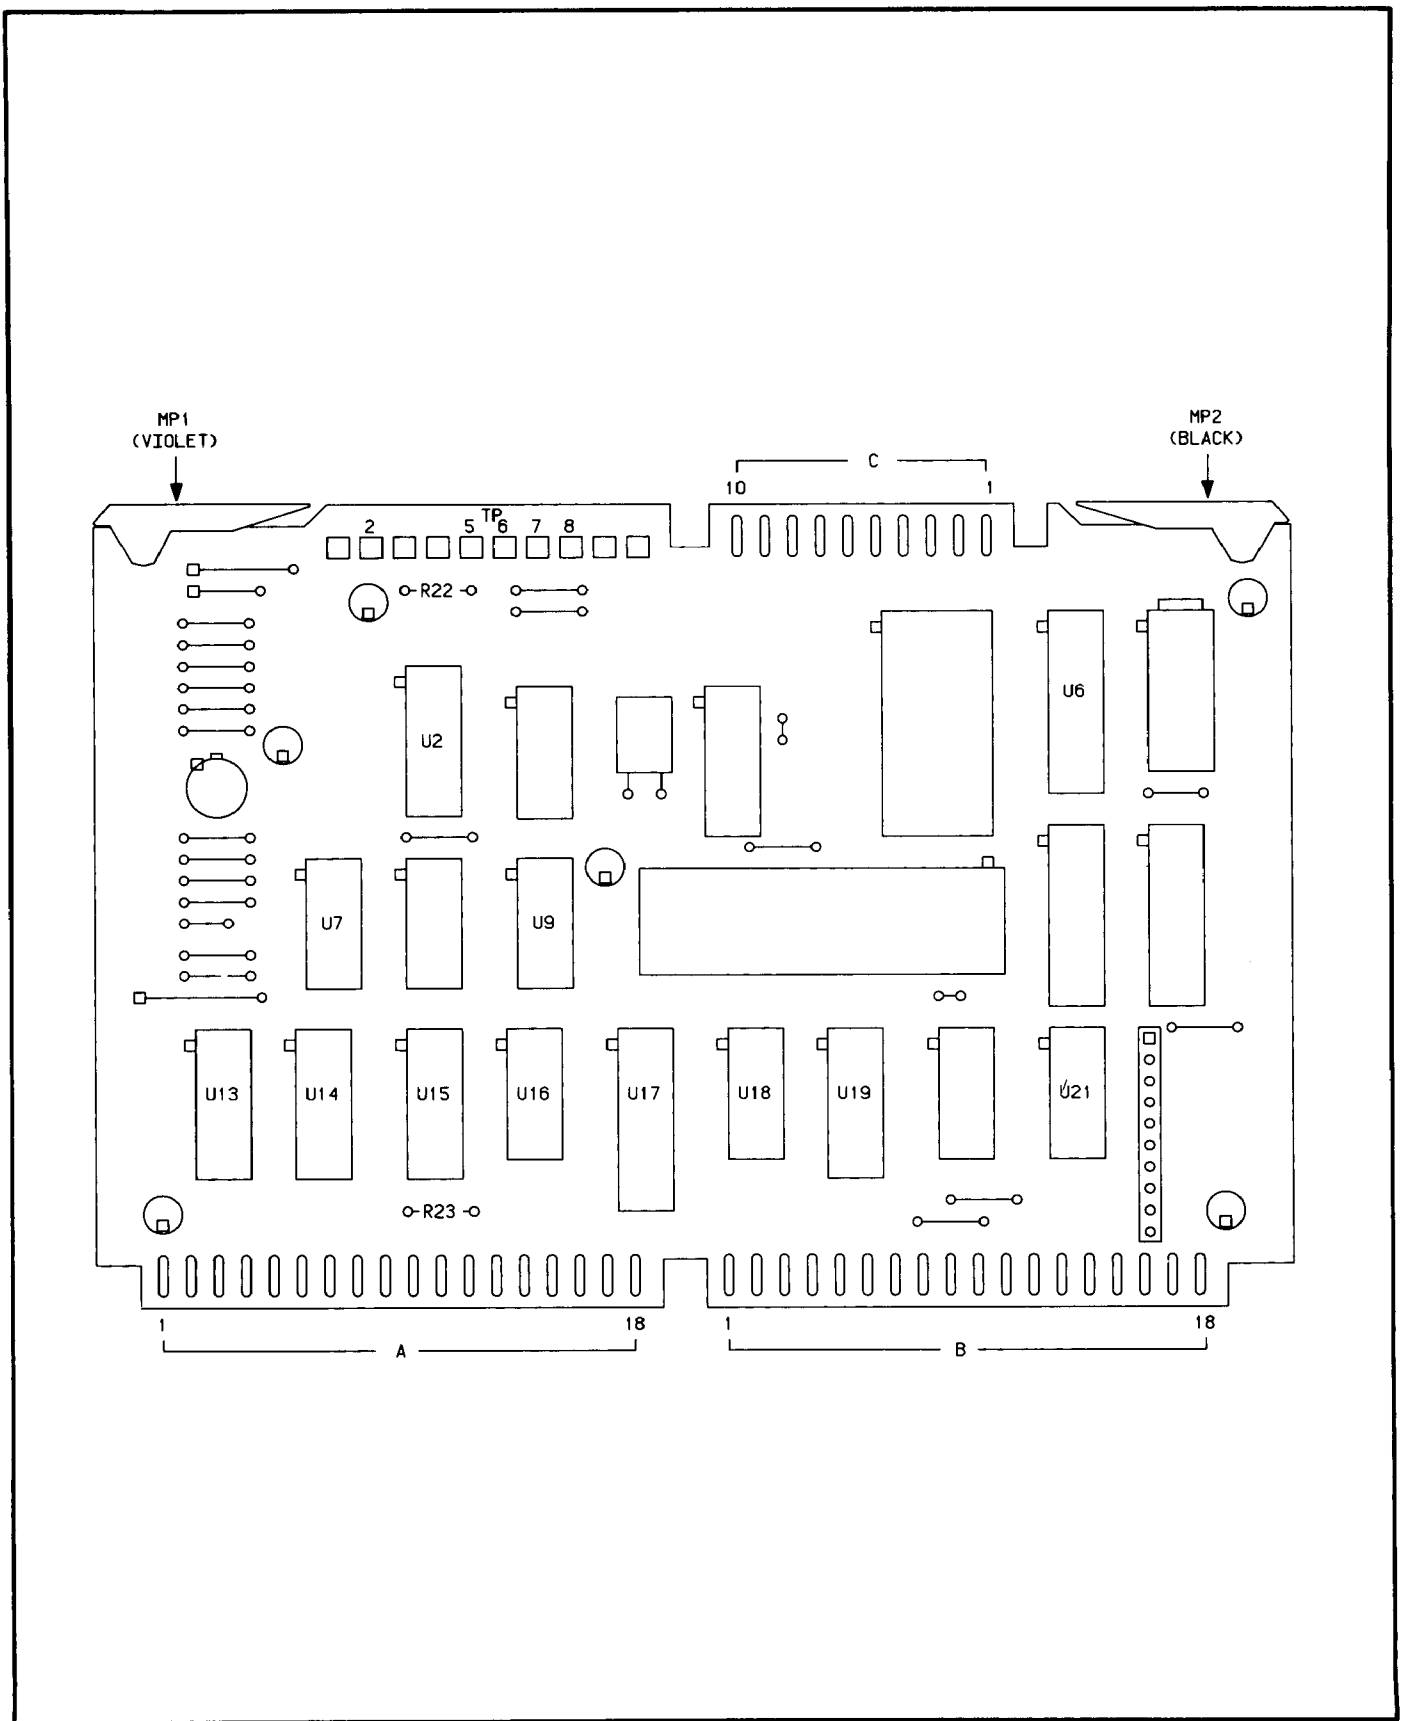 MP1
(VIOLET)
MP2
(BLACK)
C
10 1
TP
2 5 6 7 8
R22
U6
U2
U7 U9
U13 U14 U15 U16 U17 U18 U19 U21
R23
1 18 1 18
A B